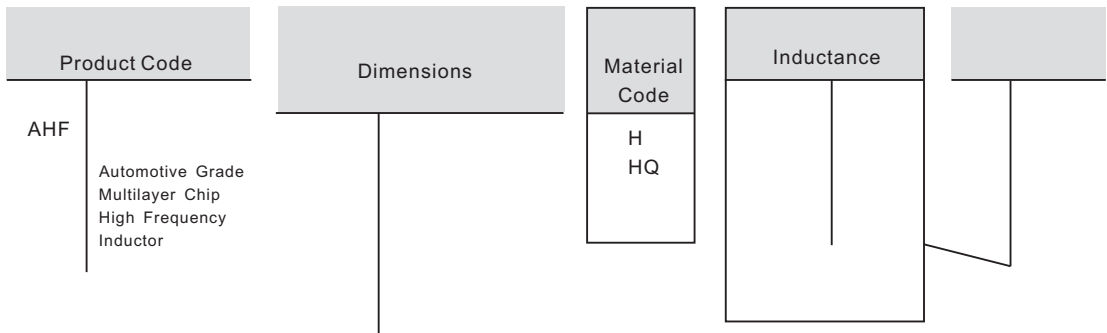 Product Code
AHF
Automotive Grade
Multilayer Chip
High Frequency
Inductor
Dimensions
Material
Code
H
HQ
Inductance